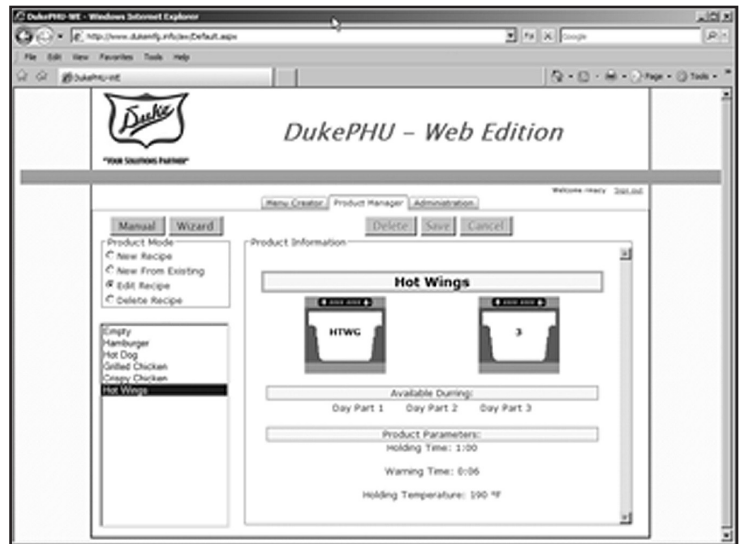 DukePHU-WE - Windows Internet Explorer
http://www.dukemfg.info/aw/Default.aspx
Google
File Edit View Favorites Tools Help
DukePHU-WE
Page Tools
Duke
"YOUR SOLUTIONS PARTNER"
DukePHU – Web Edition
Welcome Sign out
Menu Creator Product Manager Administration
Manual Wizard Delete Save Cancel
Product Mode
New Recipe
New From Existing
Edit Recipe
Delete Recipe
Empty
Hamburger
Hot Dog
Grilled Chicken
Crispy Chicken
Hot Wings
Product Information
Hot Wings
HTWG 3
Available Durring:
Day Part 1 Day Part 2 Day Part 3
Product Parameters:
Holding Time: 1:00
Warning Time: 0:06
Holding Temperature: 190 ºF